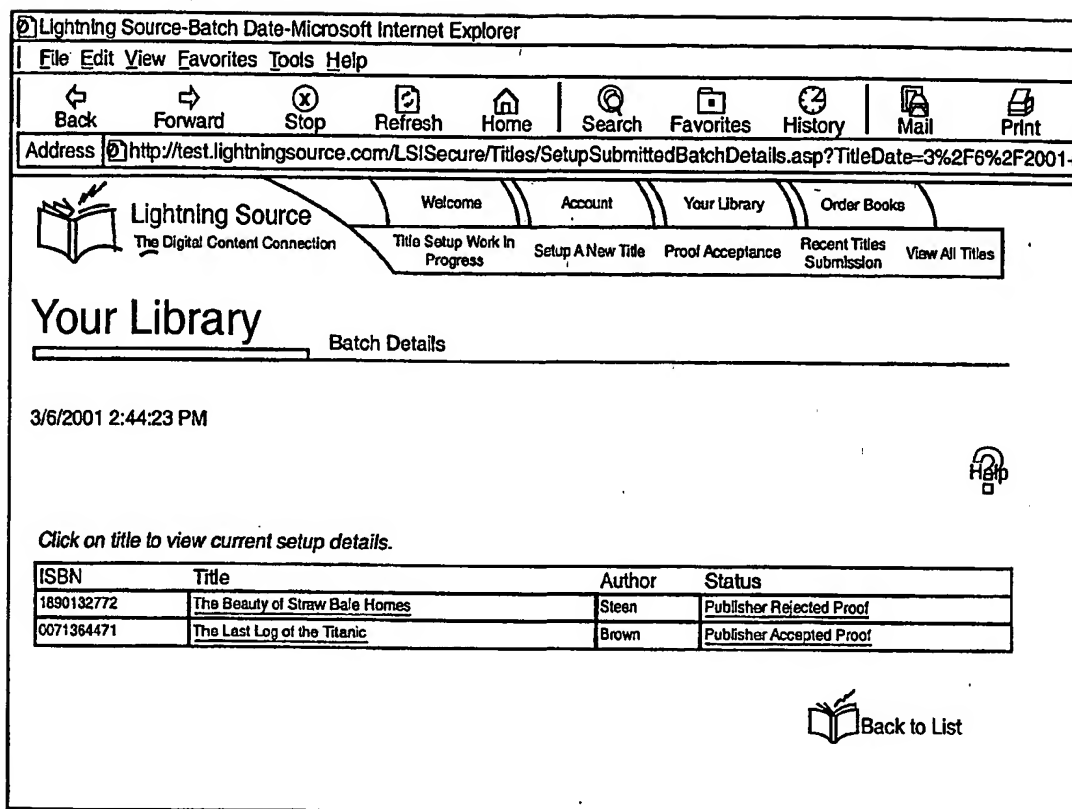 Lightning Source-Batch Date-Microsoft Internet Explorer
File Edit View Favorites Tools Help
Back Forward Stop Refresh Home Search Favorites History Mail Print
Address http://test.lightningsource.com/LSISecure/Titles/SetupSubmittedBatchDetails.asp?TitleDate=3%2F6%2F2001-
Lightning Source
The Digital Content Connection
Welcome Account Your Library Order Books
Title Setup Work In Progress Setup A New Title Proof Acceptance Recent Titles Submission View All Titles
Your Library
Batch Details
3/6/2001 2:44:23 PM
Help
Click on title to view current setup details.
ISBN Title Author Status
1890132772 The Beauty of Straw Bale Homes Steen Publisher Rejected Proof
0071364471 The Last Log of the Titanic Brown Publisher Accepted Proof
Back to List